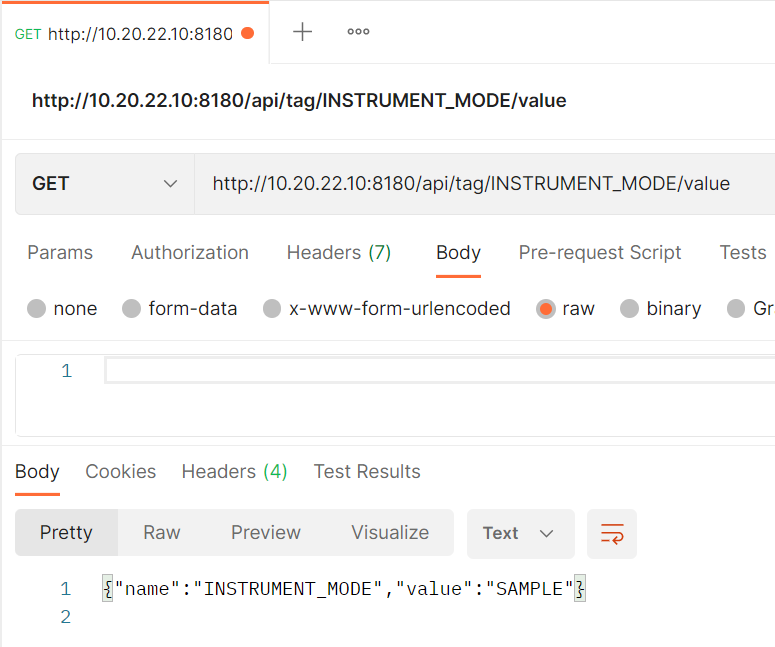 GET http://10.20.22.10:8180
http://10.20.22.10:8180/api/tag/INSTRUMENT_MODE/value
GET http://10.20.22.10:8180/api/tag/INSTRUMENT_MODE/value
Params Authorization Headers (7) Body Pre-request Script Tests
none form-data x-www-form-urlencoded raw binary Gr
1
Body Cookies Headers (4) Test Results
Pretty Raw Preview Visualize Text
1 {"name":"INSTRUMENT_MODE","value":"SAMPLE"}
2